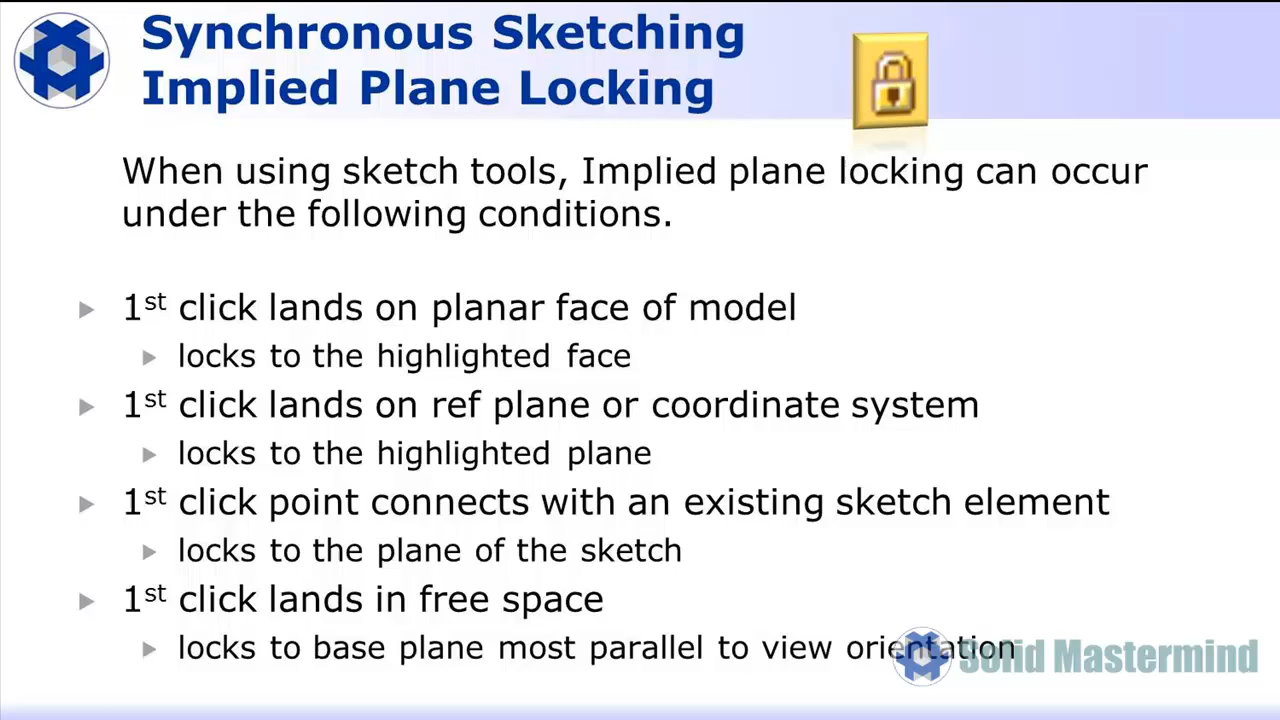 Synchronous Sketching
Implied Plane Locking
When using sketch tools, Implied plane locking can occur
under the following conditions.
1st click lands on planar face of model
locks to the highlighted face
1st click lands on ref plane or coordinate system
locks to the highlighted plane
1st click point connects with an existing sketch element
locks to the plane of the sketch
1st click lands in free space
locks to base plane most parallel to view orientation
Solid Mastermind